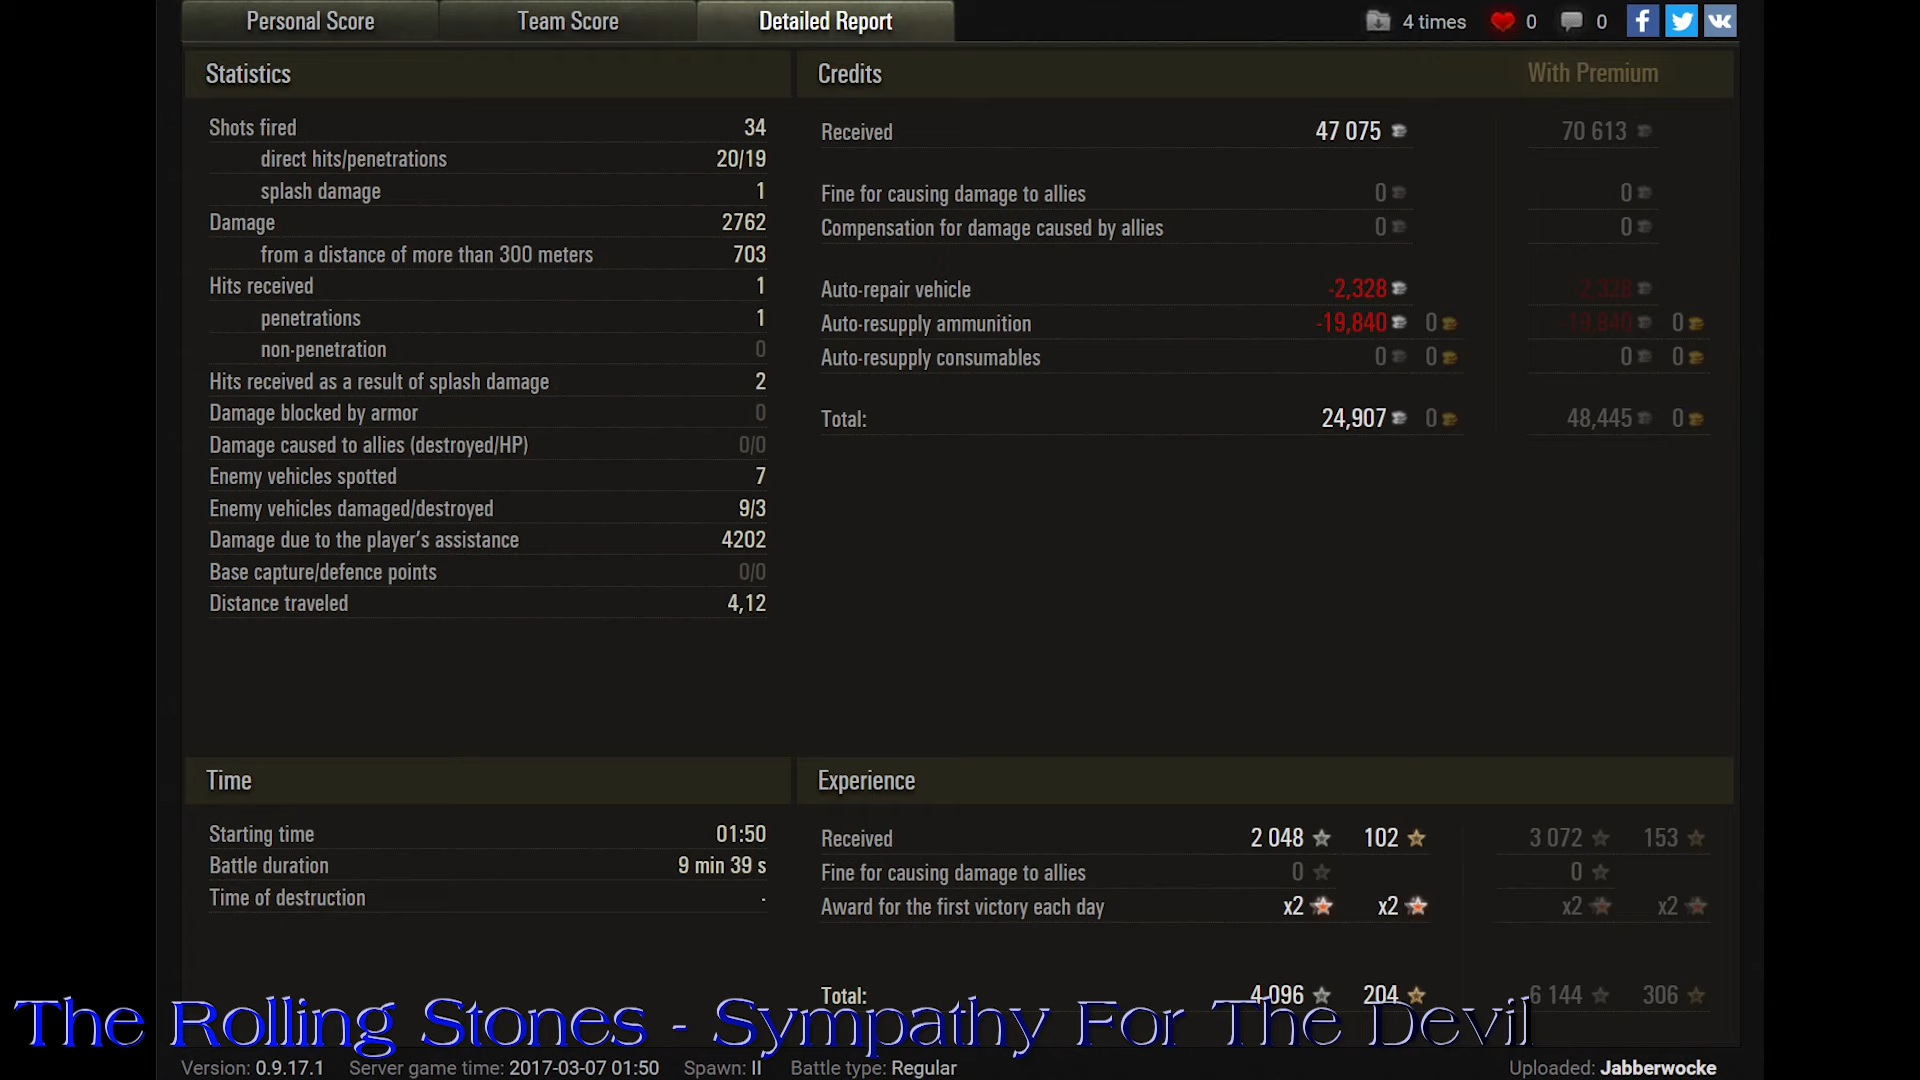 Personal Score Team Score Detailed Report 4 times 0 0
Statistics
Shots fired 34
direct hits/penetrations 20/19
splash damage 1
Damage 2762
from a distance of more than 300 meters 703
Hits received 1
penetrations 1
non-penetration 0
Hits received as a result of splash damage 2
Damage blocked by armor 0
Damage caused to allies (destroyed/HP) 0/0
Enemy vehicles spotted 7
Enemy vehicles damaged/destroyed 9/3
Damage due to the player's assistance 4202
Base capture/defence points 0/0
Distance traveled 4,12
Credits With Premium
Received 47 075 70 613
Fine for causing damage to allies 0 0
Compensation for damage caused by allies 0 0
Auto-repair vehicle -2,328 -2,328
Auto-resupply ammunition -19,840 0 -19,840 0
Auto-resupply consumables 0 0 0 0
Total: 24,907 0 48,445 0
Time
Starting time 01:50
Battle duration 9 min 39 s
Time of destruction -
Experience
Received 2 048 102 3 072 153
Fine for causing damage to allies 0 0
Award for the first victory each day x2 x2 x2 x2
Total: 4 096 204 6 144 306
The Rolling Stones - Sympathy For The Devil
Version: 0.9.17.1 Server game time: 2017-03-07 01:50 Spawn: II Battle type: Regular Uploaded: Jabberwocke